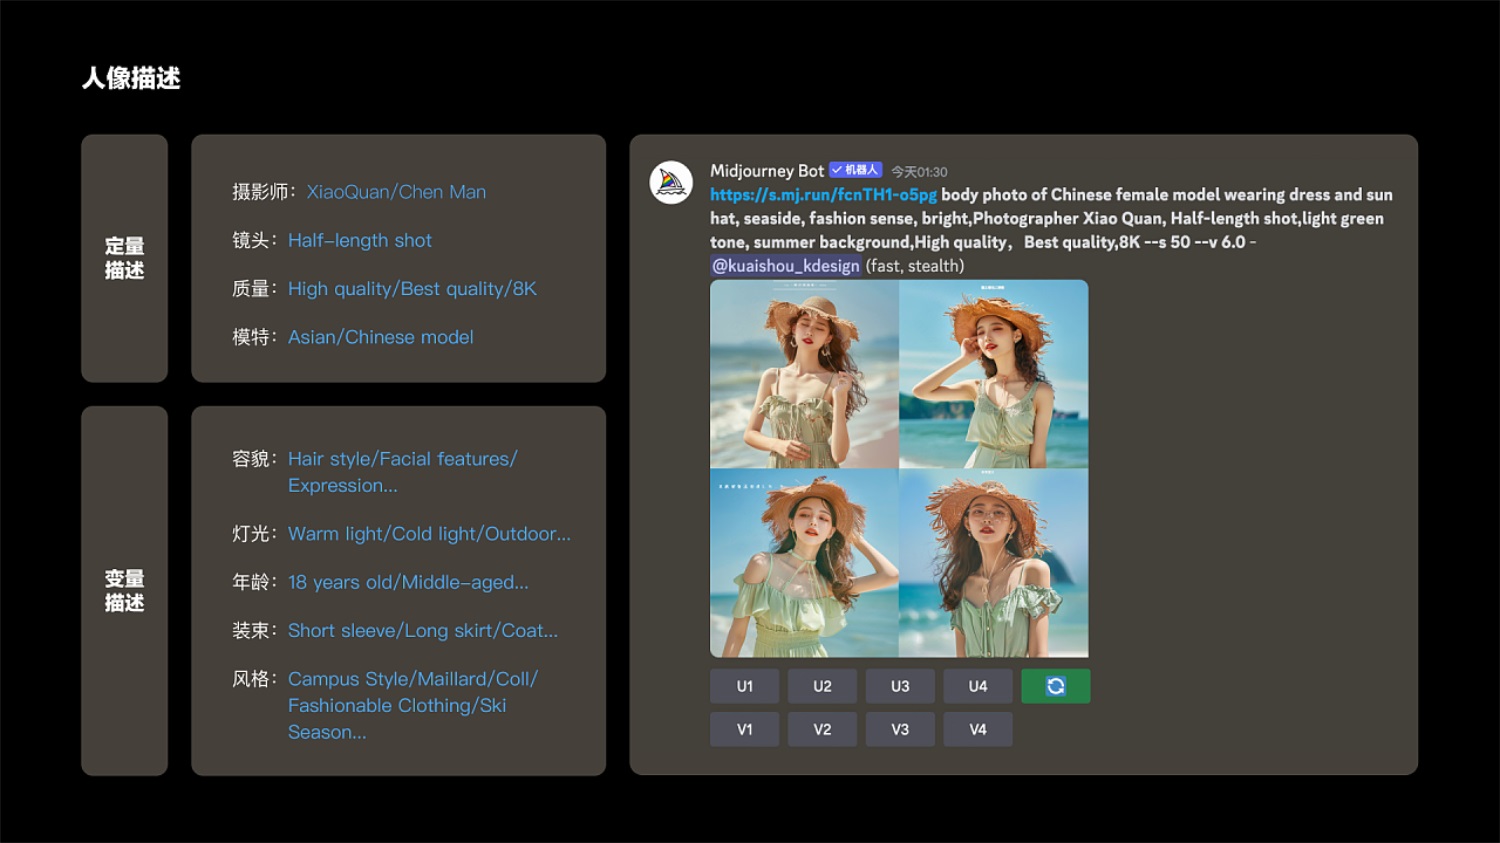 人像描述
定量
描述
摄影师：XiaoQuan/Chen Man
镜头：Half-length shot
质量：High quality/Best quality/8K
模特：Asian/Chinese model
变量
描述
容貌：Hair style/Facial features/
Expression...
灯光：Warm light/Cold light/Outdoor...
年龄：18 years old/Middle-aged...
装束：Short sleeve/Long skirt/Coat...
风格：Campus Style/Maillard/Coll/
Fashionable Clothing/Ski
Season...
Midjourney Bot 机器人 今天01:30
https://s.mj.run/fcnTH1-o5pg body photo of Chinese female model wearing dress and sun
hat, seaside, fashion sense, bright,Photographer Xiao Quan, Half-length shot,light green
tone, summer background,High quality， Best quality,8K --s 50 --v 6.0 -
@kuaishou_kdesign (fast, stealth)
U1 U2 U3 U4
V1 V2 V3 V4